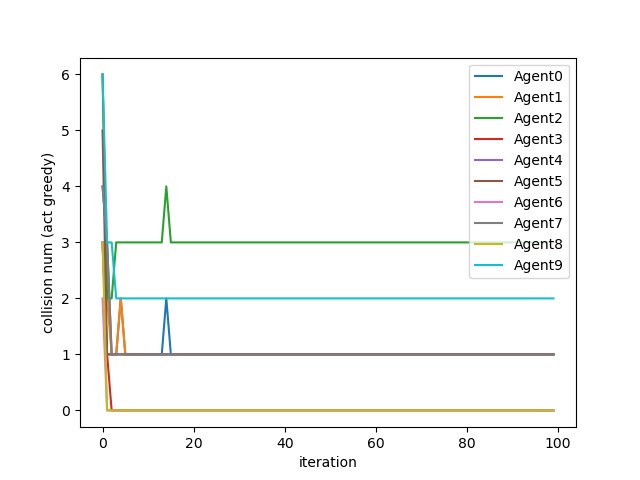 6
5
4
3
2
1
0
collision num (act greedy)
0
20
40
60
80
100
iteration
Agent0
Agent1
Agent2
Agent3
Agent4
Agent5
Agent6
Agent7
Agent8
Agent9